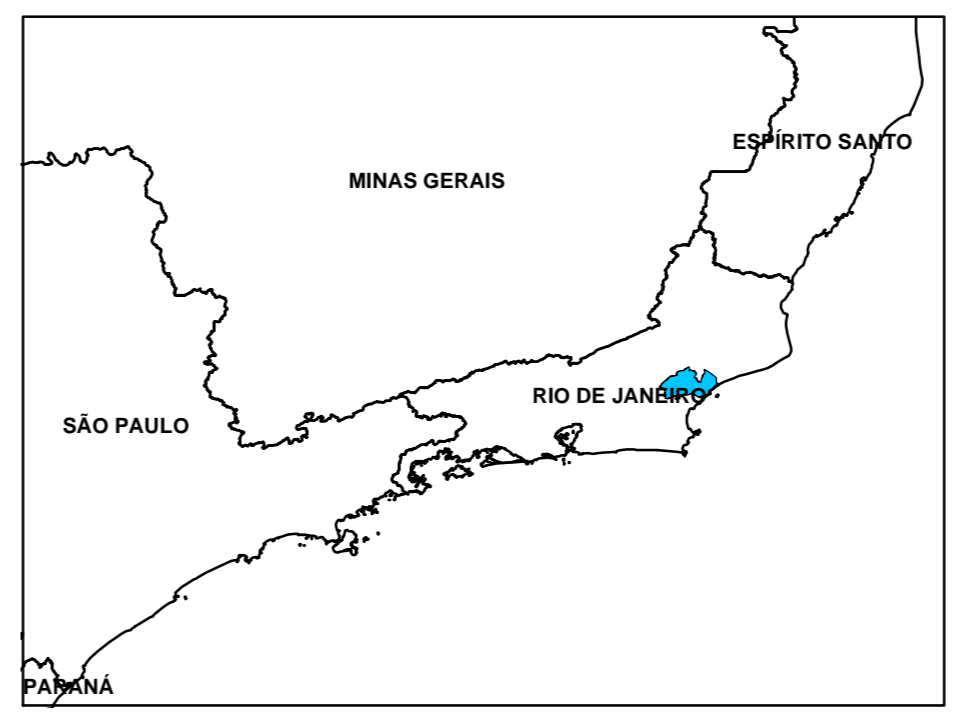 ESPÍRITO SANTO
MINAS GERAIS
RIO DE JANEIRO
SÃO PAULO
PARANÁ